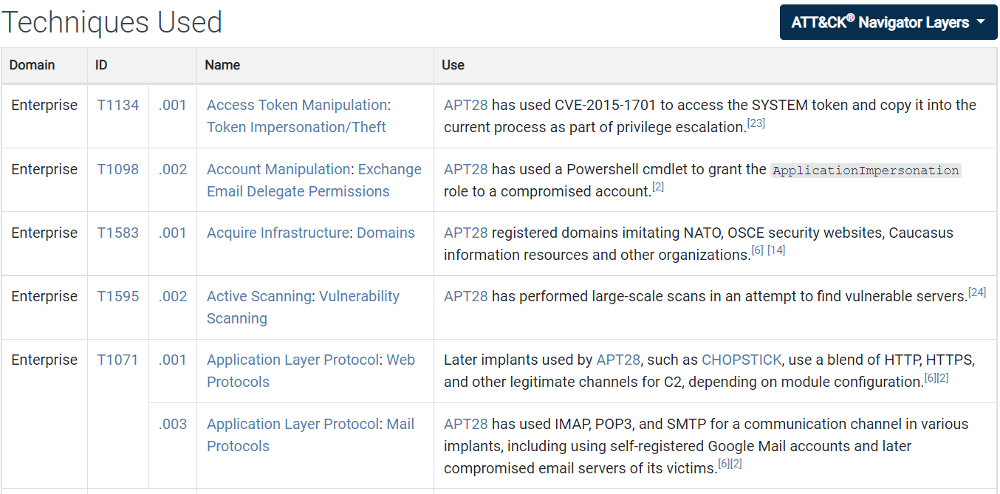 Techniques Used
ATT&CK® Navigator Layers
Domain ID Name Use
Enterprise T1134 .001 Access Token Manipulation: APT28 has used CVE-2015-1701 to access the SYSTEM token and copy it into the
Token Impersonation/Theft current process as part of privilege escalation.[23]
Enterprise T1098 .002 Account Manipulation: Exchange APT28 has used a Powershell cmdlet to grant the ApplicationImpersonation
Email Delegate Permissions role to a compromised account.[2]
Enterprise T1583 .001 Acquire Infrastructure: Domains APT28 registered domains imitating NATO, OSCE security websites, Caucasus
information resources and other organizations.[6] [14]
Enterprise T1595 .002 Active Scanning: Vulnerability APT28 has performed large-scale scans in an attempt to find vulnerable servers.[24]
Scanning
Enterprise T1071 .001 Application Layer Protocol: Web Later implants used by APT28, such as CHOPSTICK, use a blend of HTTP, HTTPS,
Protocols and other legitimate channels for C2, depending on module configuration.[6][2]
.003 Application Layer Protocol: Mail APT28 has used IMAP, POP3, and SMTP for a communication channel in various
Protocols implants, including using self-registered Google Mail accounts and later
compromised email servers of its victims.[6][2]